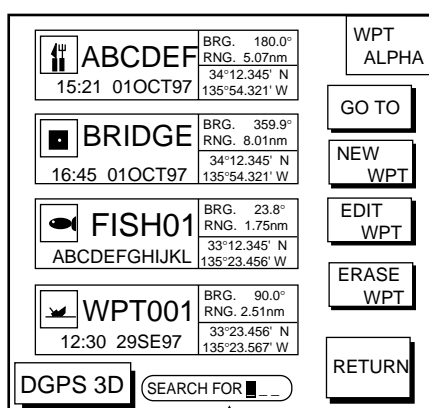 ABCDEF
BRG. 180.0°
RNG. 5.07nm
15:21 01OCT97
34°12.345' N
135°54.321' W
BRIDGE
BRG. 359.9°
RNG. 8.01nm
16:45 01OCT97
34°12.345' N
135°54.321' W
FISH01
BRG. 23.8°
RNG. 1.75nm
ABCDEFGHIJKL
33°12.345' N
135°23.456' W
WPT001
BRG. 90.0°
RNG. 2.51nm
12:30 29SE97
33°23.456' N
135°23.567' W
DGPS 3D
SEARCH FOR _ _
WPT
ALPHA
GO TO
NEW
WPT
EDIT
WPT
ERASE
WPT
RETURN